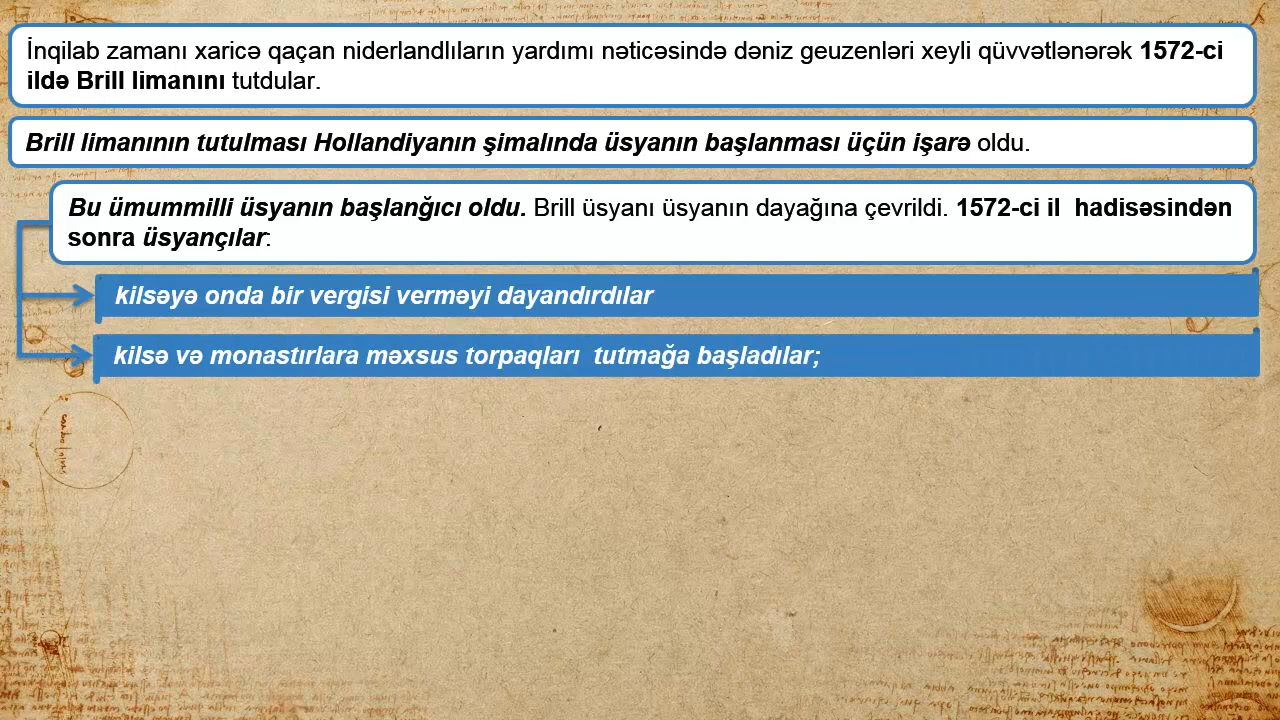 İnqilab zamanı xaricə qaçan niderlandlıların yardımı nəticəsində dəniz geuzenləri xeyli qüvvətlənərək 1572-ci
ildə Brill limanını tutdular.
Brill limanının tutulması Hollandiyanın şimalında üsyanın başlanması üçün işarə oldu.
Bu ümummilli üsyanın başlanğıcı oldu. Brill üsyanı üsyanın dayağına çevrildi. 1572-ci il hadisəsindən
sonra üsyançılar:
kilsəyə onda bir vergisi verməyi dayandırdılar
kilsə və monastırlara məxsus torpaqları tutmağa başladılar;